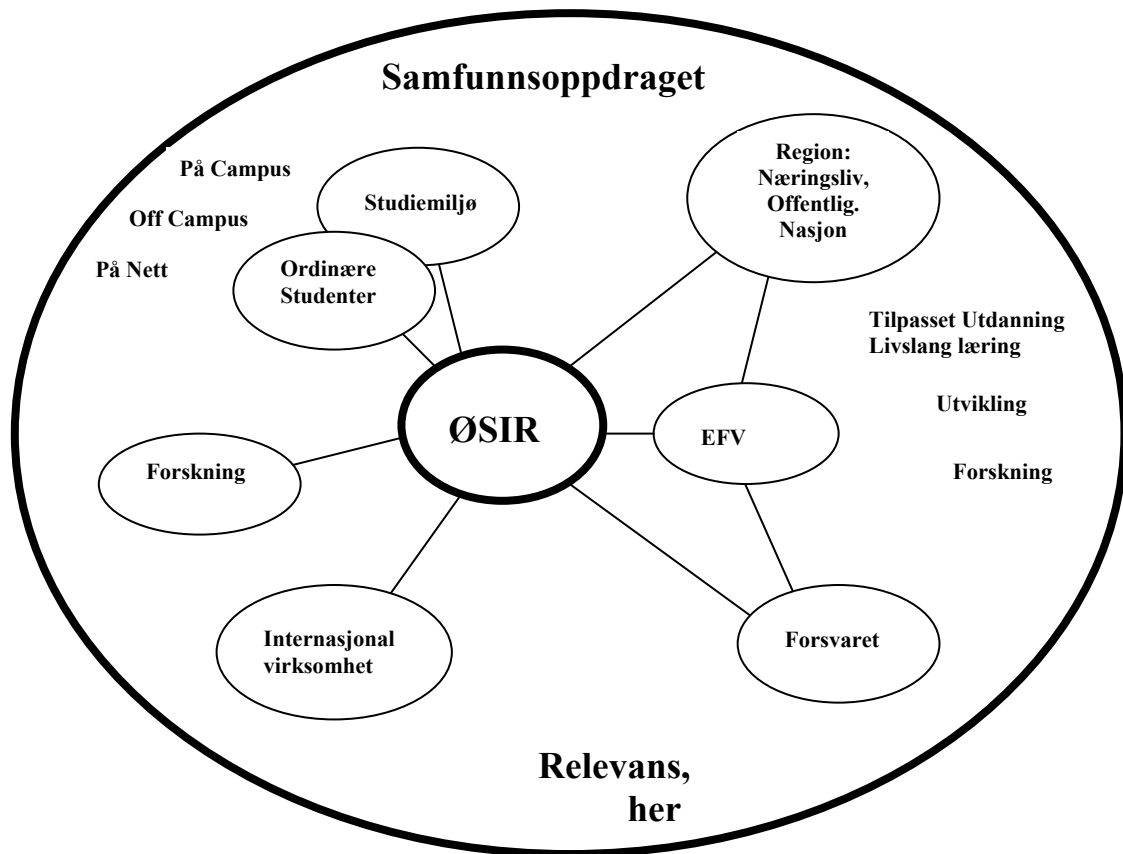 Samfunnsoppdraget
På Campus
Off Campus
På Nett
Studiemiljø
Ordinære
Studenter
Region:
Næringsliv,
Offentlig.
Nasjon
Tilpasset Utdanning
Livslang læring
Utvikling
Forskning
ØSIR
EFV
Forskning
Internasjonal
virksomhet
Forsvaret
Relevans,
her